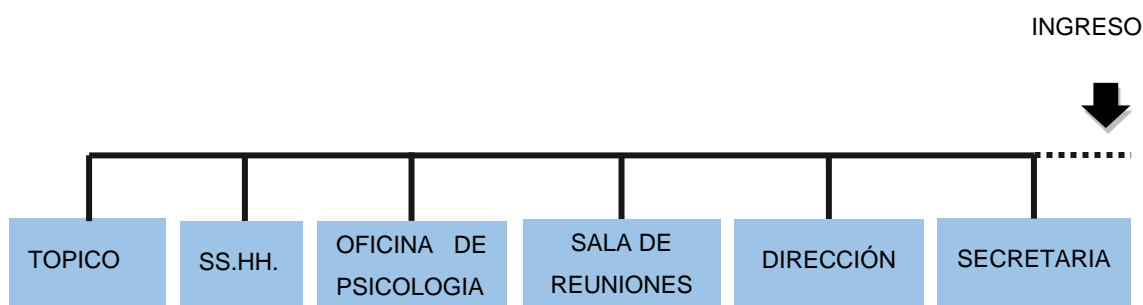 INGRESO
TOPICO
SS.HH.
OFICINA DE
PSICOLOGIA
SALA DE
REUNIONES
DIRECCIÓN
SECRETARIA